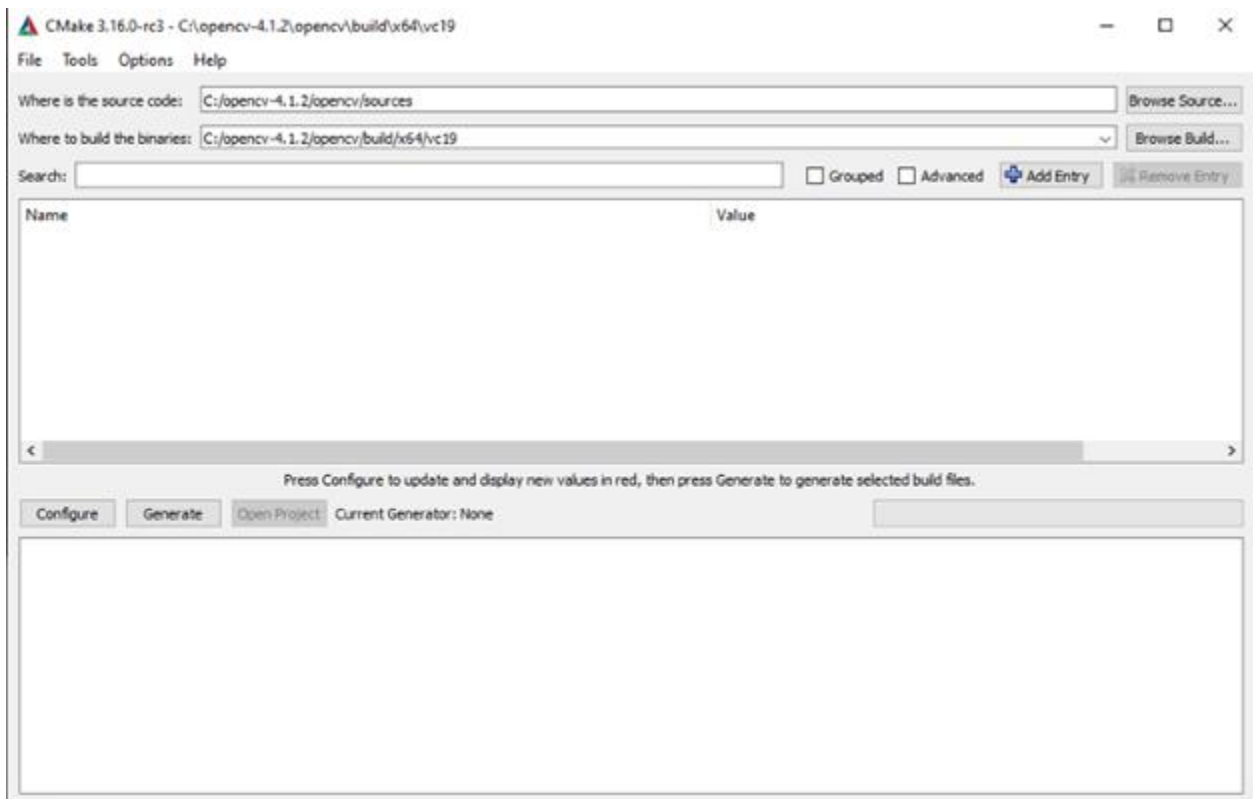 CMake 3.16.0-rc3 - C:\opencv-4.1.2\opencv\build\x64\vc19
File Tools Options Help
Where is the source code: C:/opencv-4.1.2/opencv/sources Browse Source...
Where to build the binaries: C:/opencv-4.1.2/opencv/build/x64/vc19 Browse Build...
Search: Grouped Advanced Add Entry Remove Entry
Name Value
Press Configure to update and display new values in red, then press Generate to generate selected build files.
Configure Generate Open Project Current Generator: None